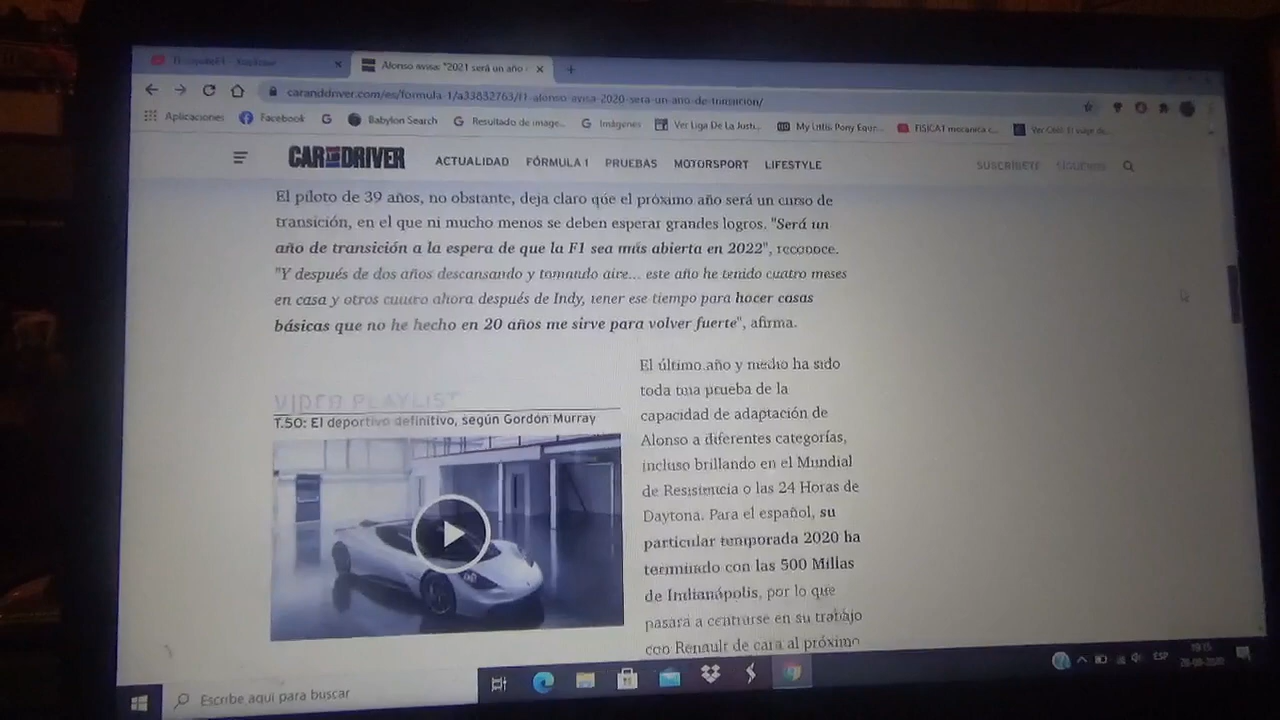 Alonso avisa: "2021 será un año
caranddriver.com/es/formula-1/a33832763/f1-alonso-avisa-2020-sera-un-ano-de-transicion/
Aplicaciones Facebook Babylon Search Resultado de image... Imágenes Ver Liga De La Justi... FISICAT mecanica c...
CAR AND DRIVER ACTUALIDAD FÓRMULA 1 PRUEBAS MOTORSPORT LIFESTYLE SUSCRÍBETE SÍGUENOS
El piloto de 39 años, no obstante, deja claro que el próximo año será un curso de
transición, en el que ni mucho menos se deben esperar grandes logros. "Será un
año de transición a la espera de que la F1 sea más abierta en 2022", reconoce.
"Y después de dos años descansando y tomando aire... este año he tenido cuatro meses
en casa y otros cuatro ahora después de Indy, tener ese tiempo para hacer cosas
básicas que no he hecho en 20 años me sirve para volver fuerte", afirma.
VIDEO PLAYLIST
T.50: El deportivo definitivo, según Gordon Murray
El último año y medio ha sido
toda una prueba de la
capacidad de adaptación de
Alonso a diferentes categorías,
incluso brillando en el Mundial
de Resistencia o las 24 Horas de
Daytona. Para el español, su
particular temporada 2020 ha
terminado con las 500 Millas
de Indianápolis, por lo que
pasará a centrarse en su trabajo
con Renault de cara al próximo
Escribe aquí para buscar
ESP
19:15